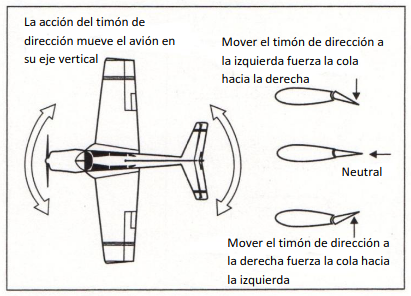 La acción del timón de
dirección mueve el avión en
su eje vertical
Mover el timón de dirección a
la izquierda fuerza la cola
hacia la derecha
Neutral
Mover el timón de dirección a
la derecha fuerza la cola hacia
la izquierda